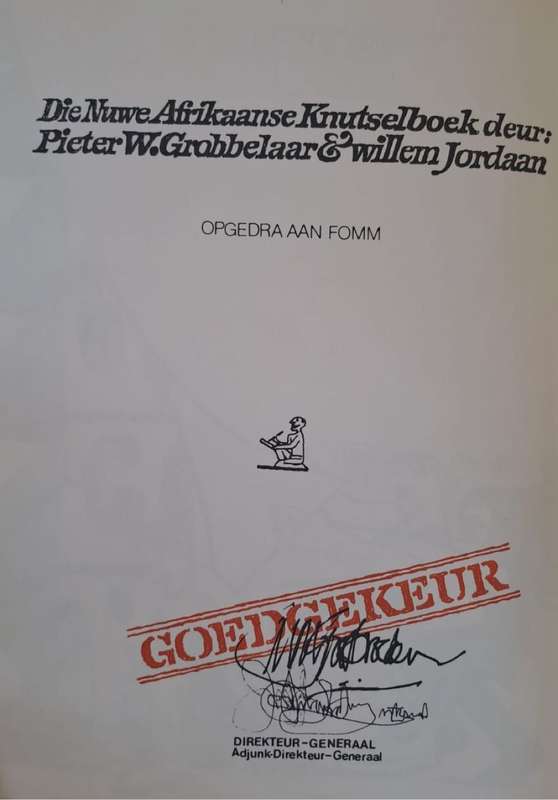 Die Nuwe Afrikaanse Knutselboek deur:
Pieter W. Grobbelaar & willem Jordaan
OPGEDRA AAN FOMM
GOEDGEKEUR
DIREKTEUR-GENERAAL
Adjunk-Direkteur-Generaal